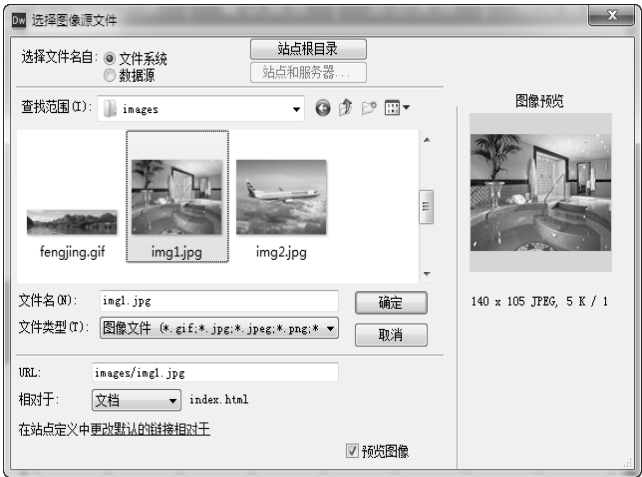 Dw 选择图像源文件
选择文件名自: 文件系统 站点根目录
数据源 站点和服务器...
查找范围(I): images
图像预览
fengjing.gif img1.jpg img2.jpg
文件名(N): img1.jpg 确定
140 x 105 JPEG, 5 K / 1
文件类型(T): 图像文件 (*.gif;*.jpg;*.jpeg;*.png;* 取消
URL: images/img1.jpg
相对于: 文档 index.html
在站点定义中更改默认的链接相对于
预览图像